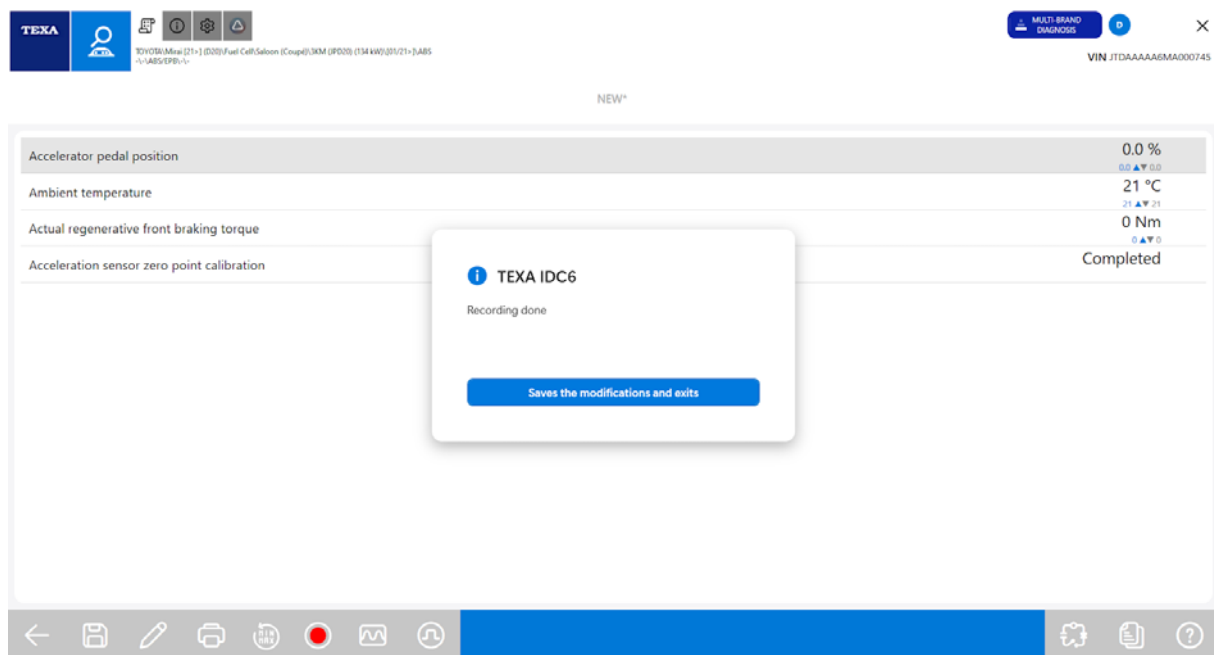 TEXA
TOYOTA\Mirai [21>] (D20)\Fuel Cell\Saloon (Coupé)\3KM (JPD20) (134 kW)\[01/21> ]\ABS
-\-\ABS/EPB\-\-
MULTI-BRAND
DIAGNOSIS
D
VIN JTDAAAAA6MA000745
NEW*
Accelerator pedal position
0.0 %
0.0 ▲▼ 0.0
Ambient temperature
21 °C
21 ▲▼ 21
Actual regenerative front braking torque
0 Nm
0 ▲▼ 0
Acceleration sensor zero point calibration
Completed
TEXA IDC6
Recording done
Saves the modifications and exits
MIN
MAX